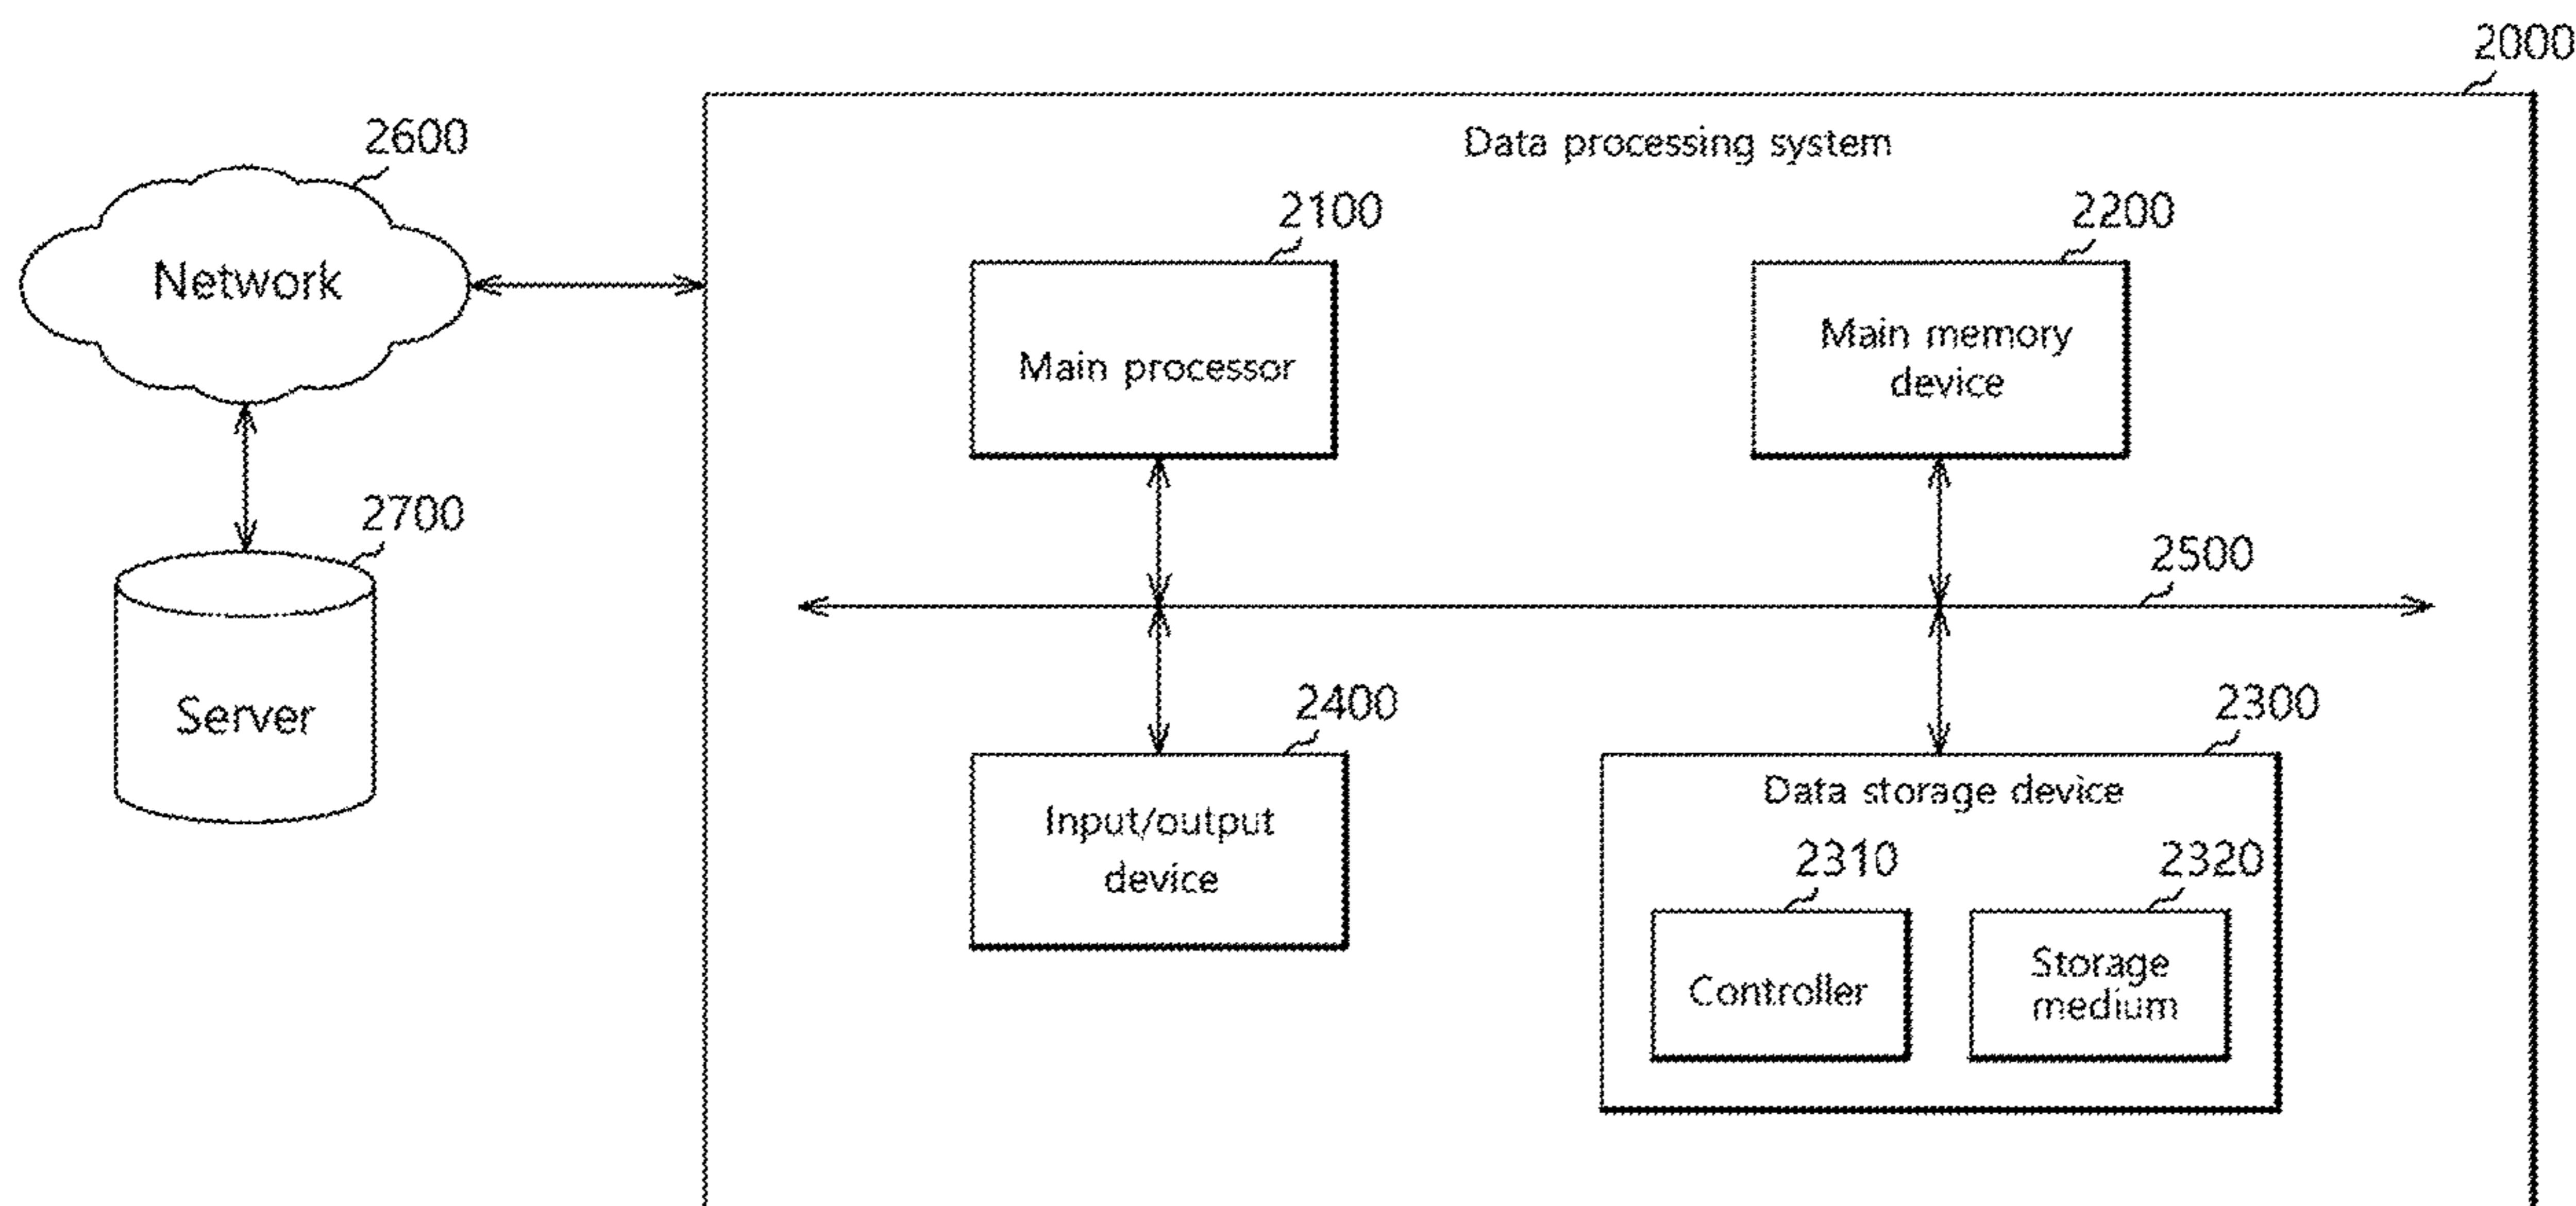 2000
Data processing system
2600
Network
2100
Main processor
2200
Main memory
device
2500
2700
Server
2400
Input/output
device
2300
Data storage device
2310
Controller
2320
Storage
medium